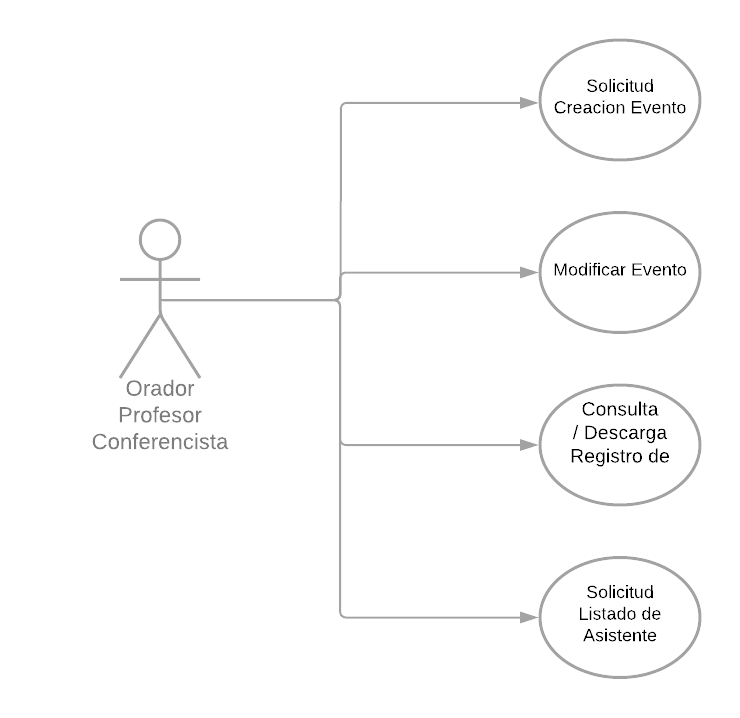 Solicitud
Creacion Evento
Modificar Evento
Orador
Profesor
Conferencista
Consulta
/ Descarga
Registro de
Solicitud
Listado de
Asistente